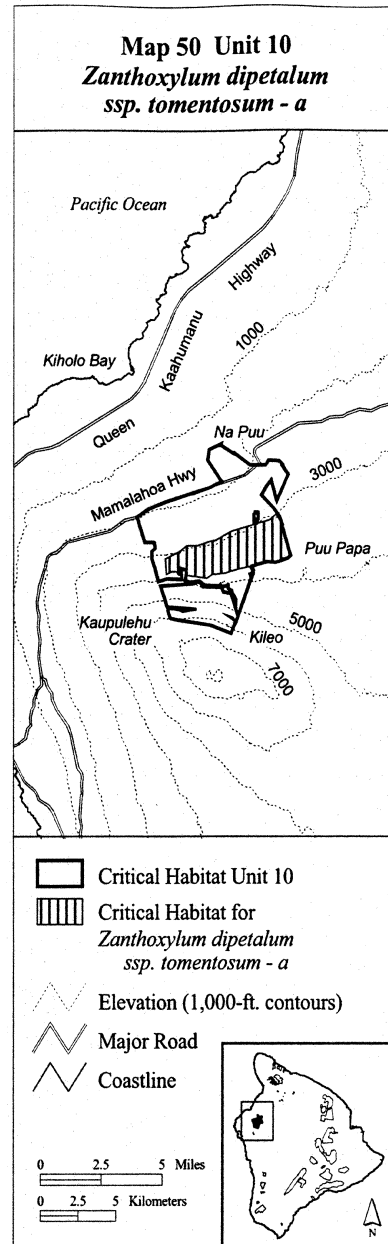 Map 50 Unit 10
Zanthoxylum dipetalum
ssp. tomentosum - a
Pacific Ocean
Highway
Kaahumanu
1000
Kiholo Bay
Queen
Na Puu
Mamalahoa Hwy
3000
Puu Papa
Kaupulehu
Crater
5000
Kileo
7000
Critical Habitat Unit 10
Critical Habitat for
Zanthoxylum dipetalum
ssp. tomentosum - a
Elevation (1,000-ft. contours)
Major Road
Coastline
0 2.5 5 Miles
0 2.5 5 Kilometers
N